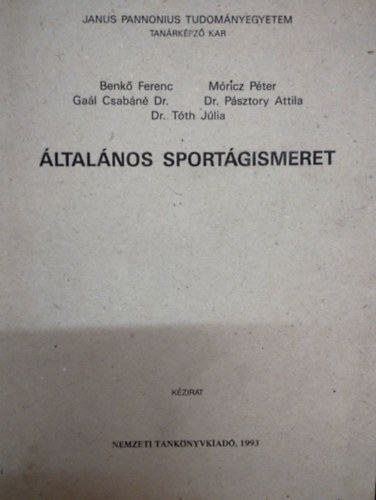 JANUS PANNONIUS TUDOMÁNYEGYETEM
TANÁRKÉPZŐ KAR
Benkő Ferenc Móricz Péter
Gaál Csabáné Dr. Dr. Pásztory Attila
Dr. Tóth Júlia
ÁLTALÁNOS SPORTÁGISMERET
KÉZIRAT
NEMZETI TANKÖNYVKIADÓ, 1993